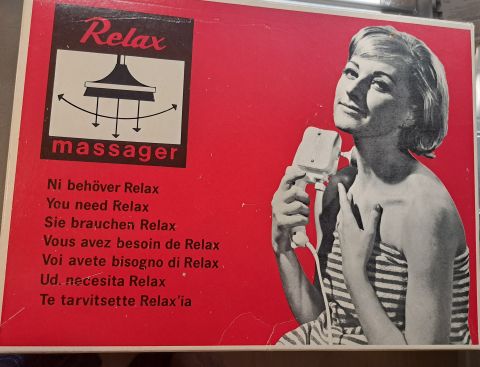 Relax
massager
Ni behöver Relax
You need Relax
Sie brauchen Relax
Vous avez besoin de Relax
Voi avete bisogno di Relax
Ud. necesita Relax
Te tarvitsette Relax'ia